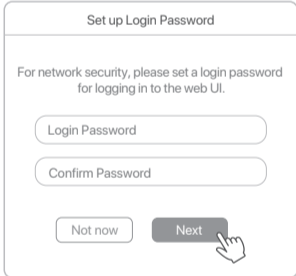 Set up Login Password
For network security, please set a login password
for logging in to the web UI.
Login Password
Confirm Password
Not now
Next